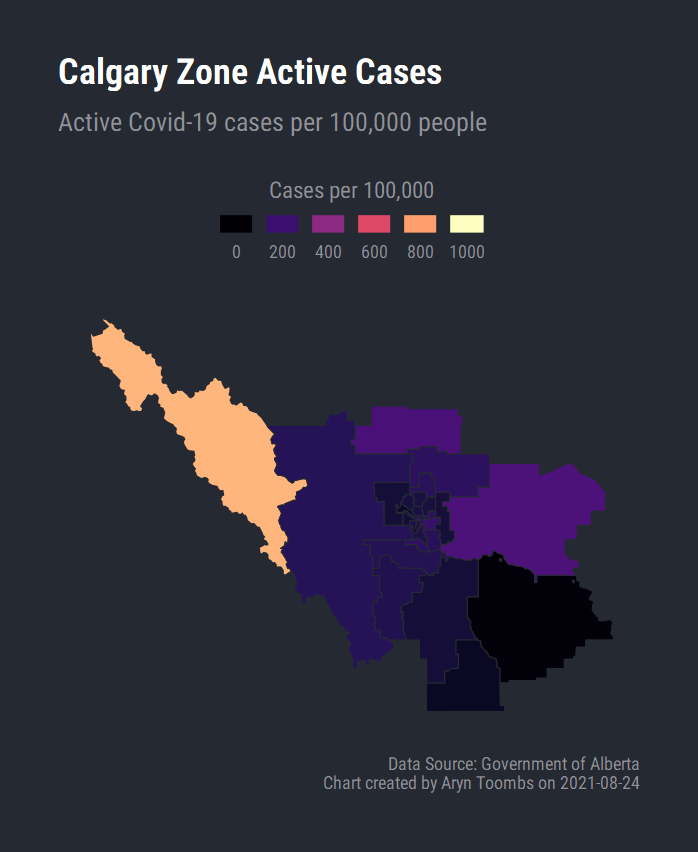 Calgary Zone Active Cases
Active Covid-19 cases per 100,000 people
Cases per 100,000
0 200 400 600 800 1000
Data Source: Government of Alberta
Chart created by Aryn Toombs on 2021-08-24